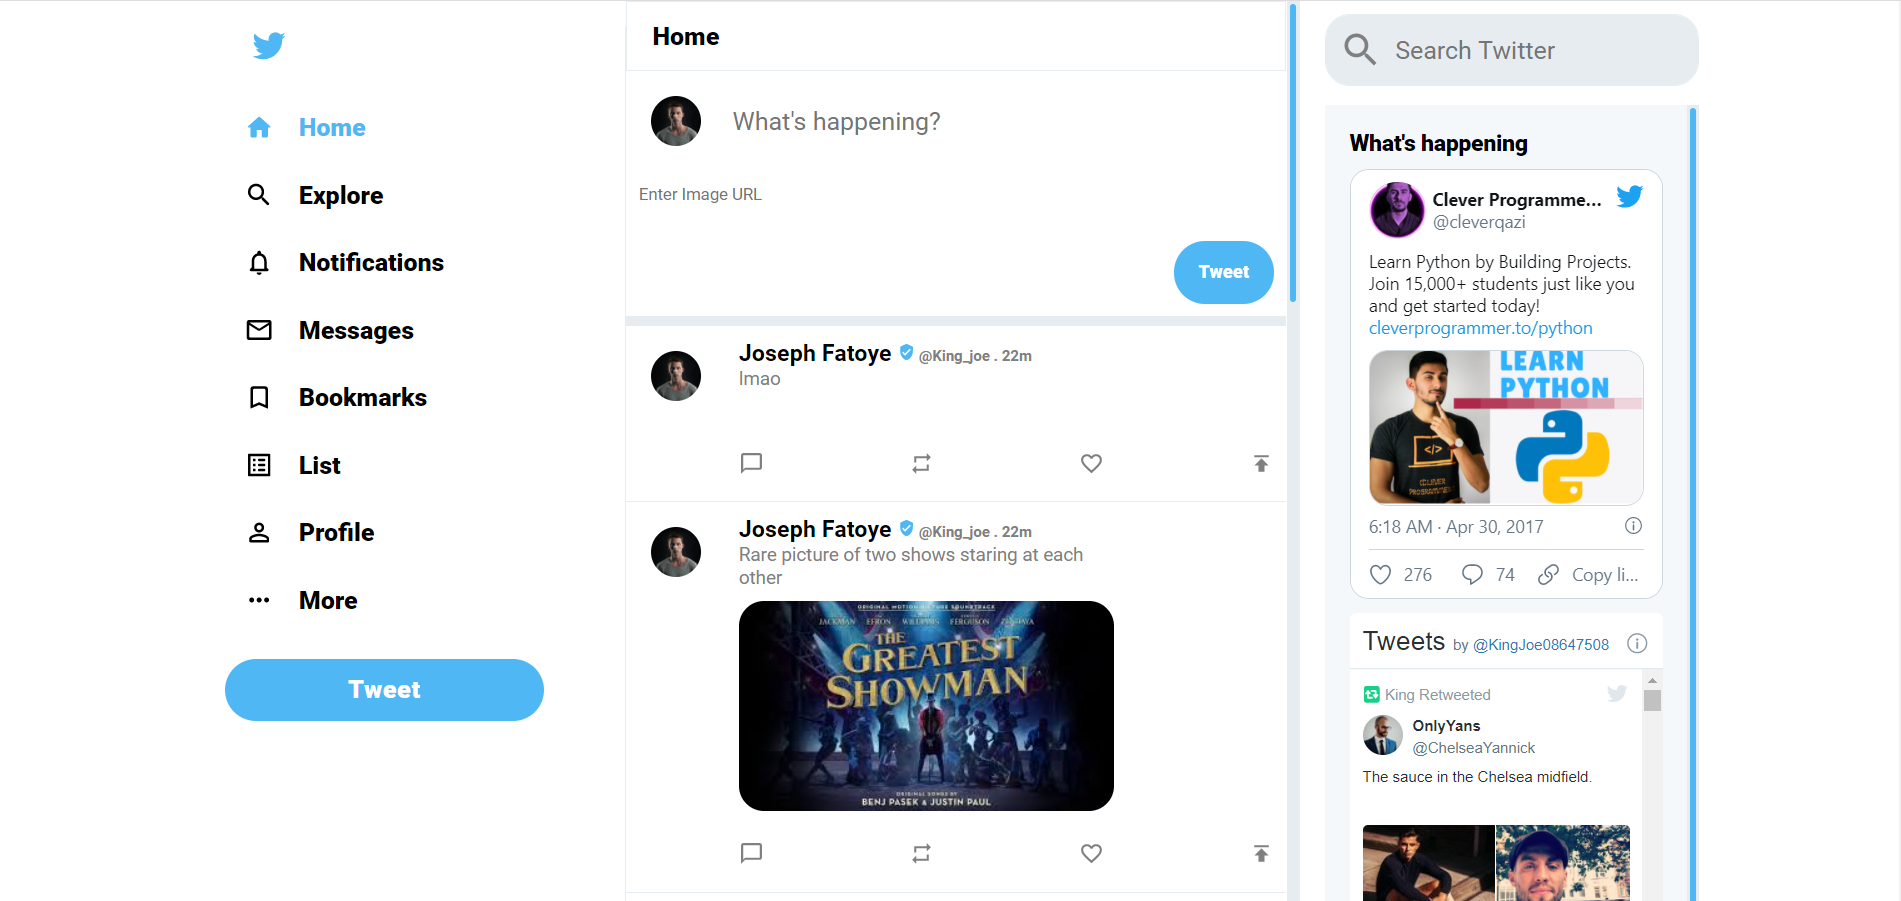 Home
Explore
Notifications
Messages
Bookmarks
List
Profile
More
Tweet
Home
What's happening?
Enter Image URL
Tweet
Joseph Fatoye @King_joe . 22m
lmao
Joseph Fatoye @King_joe . 22m
Rare picture of two shows staring at each
other
ORIGINAL MOTION PICTURE SOUNDTRACK
JACKMAN EFRON WILLIAMS FERGUSON ZENDAYA
THE
GREATEST
SHOWMAN
ORIGINAL SONGS BY
BENJ PASEK & JUSTIN PAUL
Search Twitter
What's happening
Clever Programme...
@cleverqazi
Learn Python by Building Projects.
Join 15,000+ students just like you
and get started today!
cleverprogrammer.to/python
LEARN
PYTHON
</>
CLEVER
PROGRAMMER
6:18 AM · Apr 30, 2017
276 74 Copy li...
Tweets by @KingJoe08647508
King Retweeted
OnlyYans
@ChelseaYannick
The sauce in the Chelsea midfield.